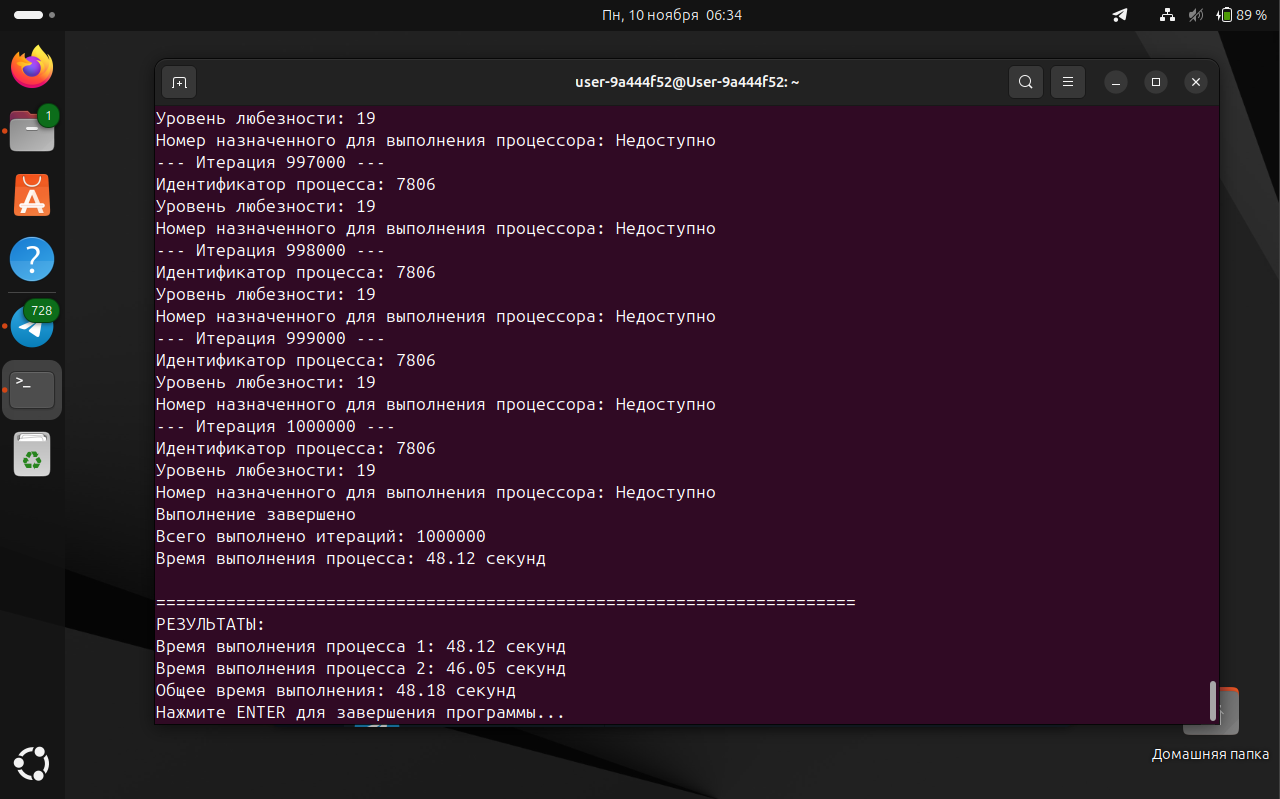 Пн, 10 ноября 06:34
89 %
user-9a444f52@User-9a444f52: ~
1
728
>_
Уровень любезности: 19
Номер назначенного для выполнения процессора: Недоступно
--- Итерация 997000 ---
Идентификатор процесса: 7806
Уровень любезности: 19
Номер назначенного для выполнения процессора: Недоступно
--- Итерация 998000 ---
Идентификатор процесса: 7806
Уровень любезности: 19
Номер назначенного для выполнения процессора: Недоступно
--- Итерация 999000 ---
Идентификатор процесса: 7806
Уровень любезности: 19
Номер назначенного для выполнения процессора: Недоступно
--- Итерация 1000000 ---
Идентификатор процесса: 7806
Уровень любезности: 19
Номер назначенного для выполнения процессора: Недоступно
Выполнение завершено
Всего выполнено итераций: 1000000
Время выполнения процесса: 48.12 секунд
======================================================================
РЕЗУЛЬТАТЫ:
Время выполнения процесса 1: 48.12 секунд
Время выполнения процесса 2: 46.05 секунд
Общее время выполнения: 48.18 секунд
Нажмите ENTER для завершения программы...
Домашняя папка